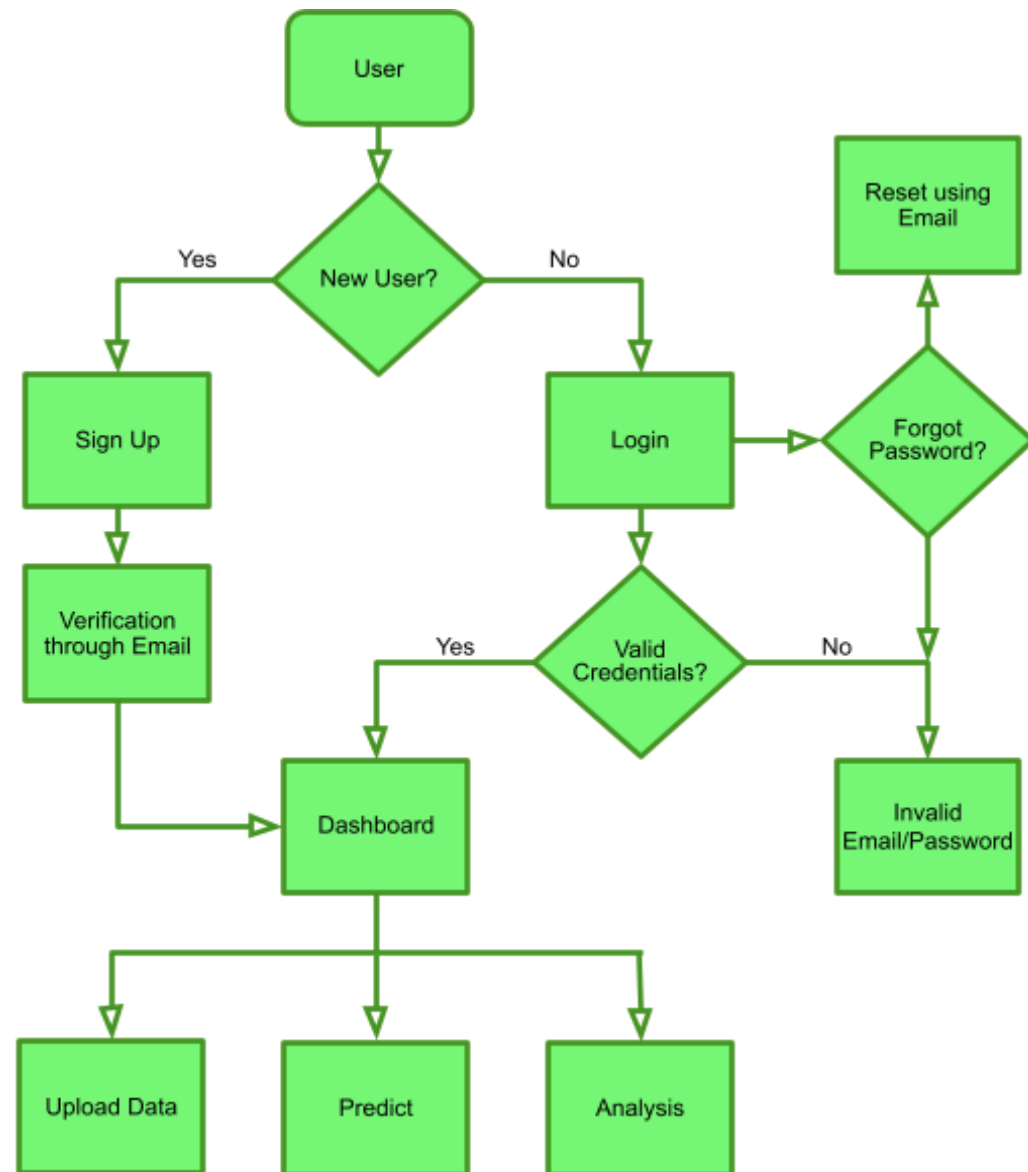 User
New User?
Yes
No
Reset using
Email
Sign Up
Login
Forgot
Password?
Verification
through Email
Valid
Credentials?
Yes
No
Dashboard
Invalid
Email/Password
Upload Data
Predict
Analysis